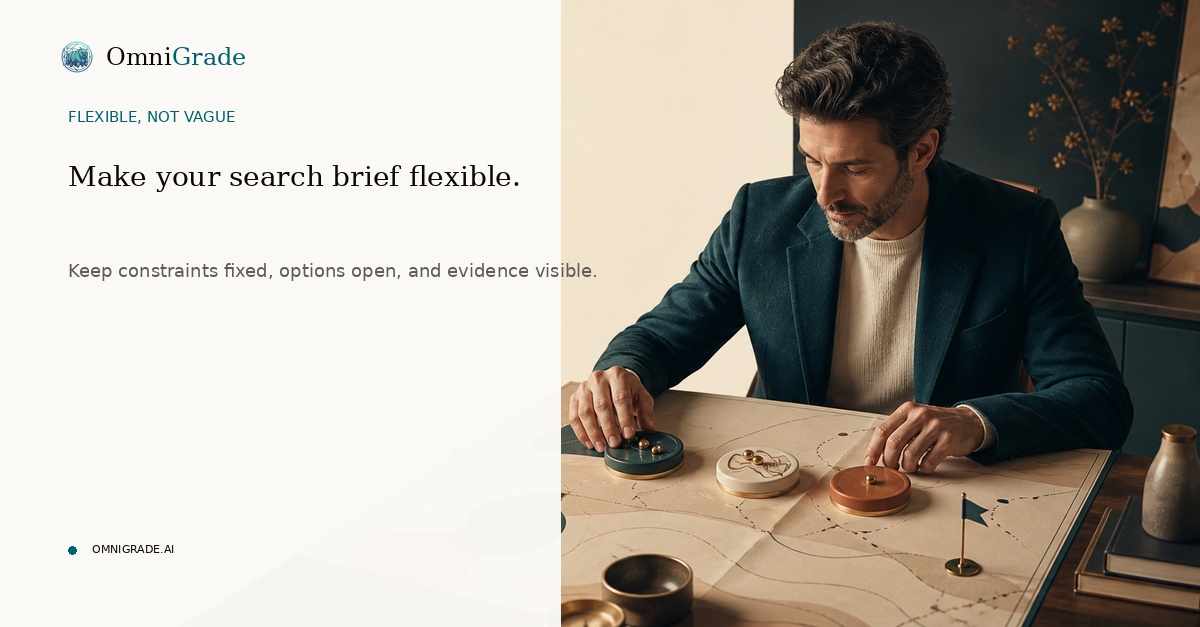 OmniGrade
FLEXIBLE, NOT VAGUE
Make your search brief flexible.
Keep constraints fixed, options open, and evidence visible.
OMNIGRADE.AI